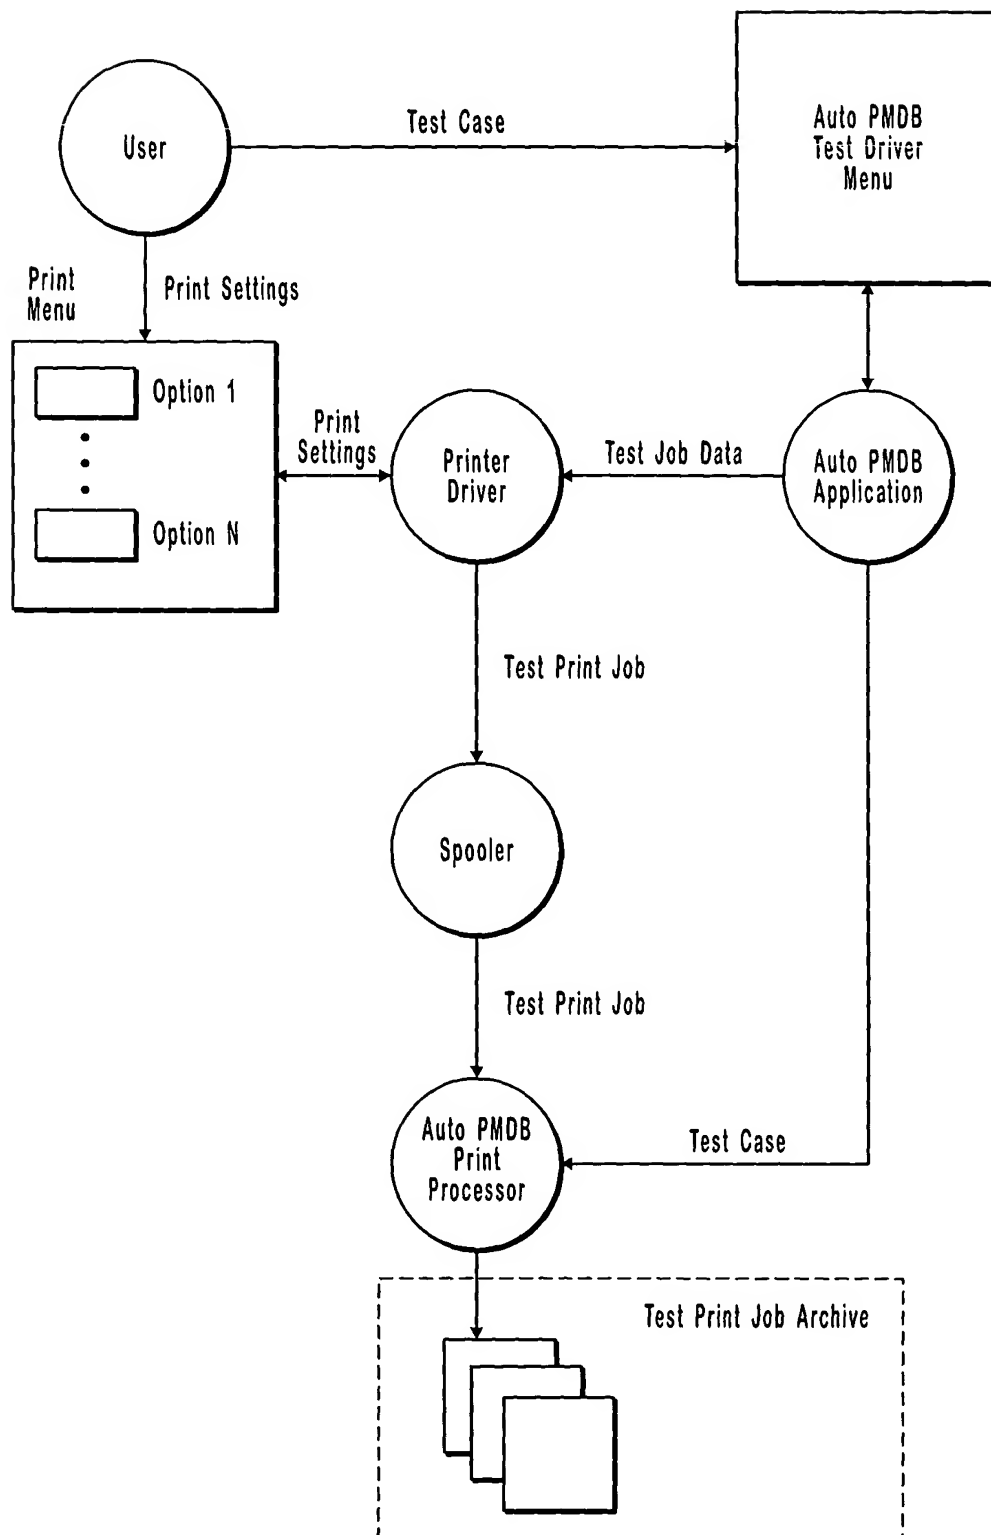 Test Case
User
Auto PMDB
Test Driver
Menu
Print
Menu
Print Settings
Option 1
Option N
Print
Settings
Printer
Driver
Test Job Data
Auto PMDB
Application
Test Print Job
Spooler
Test Print Job
Auto PMDB
Print
Processor
Test Case
Test Print Job Archive